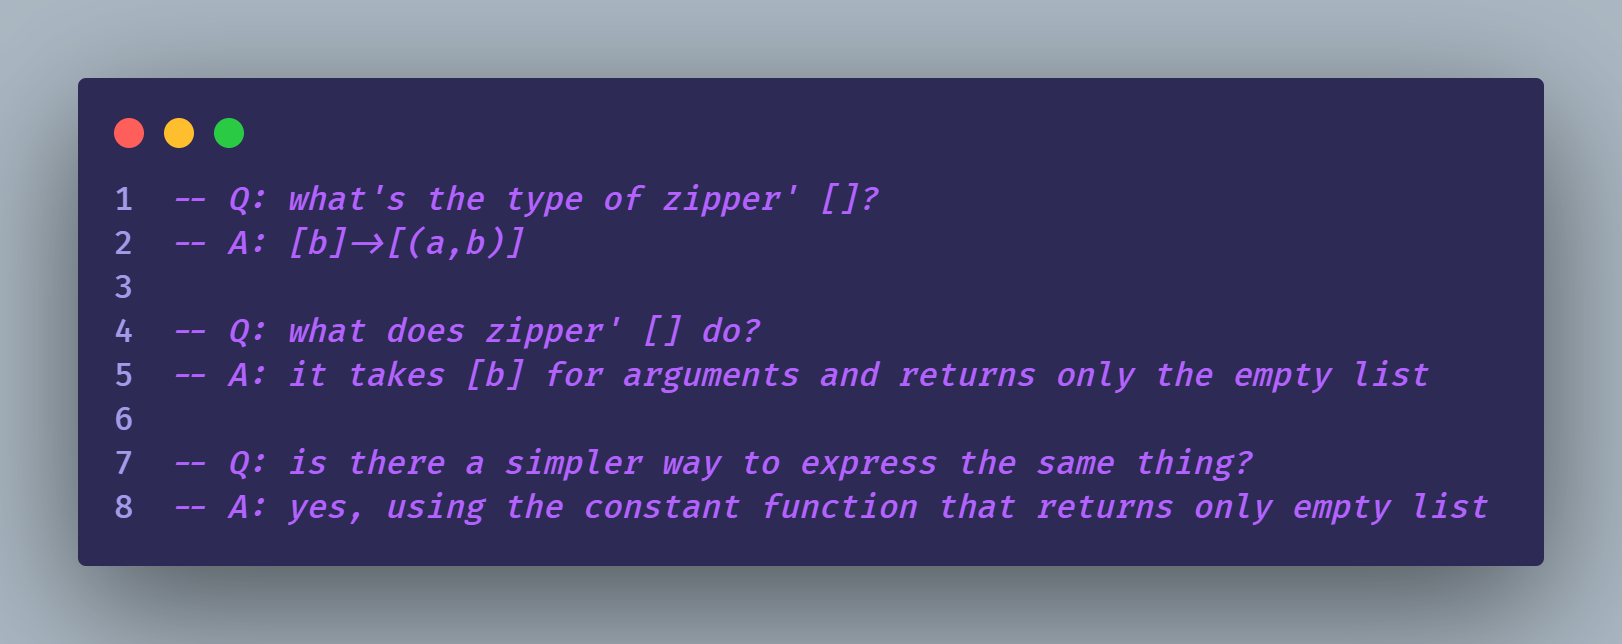 1 -- Q: what's the type of zipper' []?
2 -- A: [b]->[(a,b)]
3
4 -- Q: what does zipper' [] do?
5 -- A: it takes [b] for arguments and returns only the empty list
6
7 -- Q: is there a simpler way to express the same thing?
8 -- A: yes, using the constant function that returns only empty list